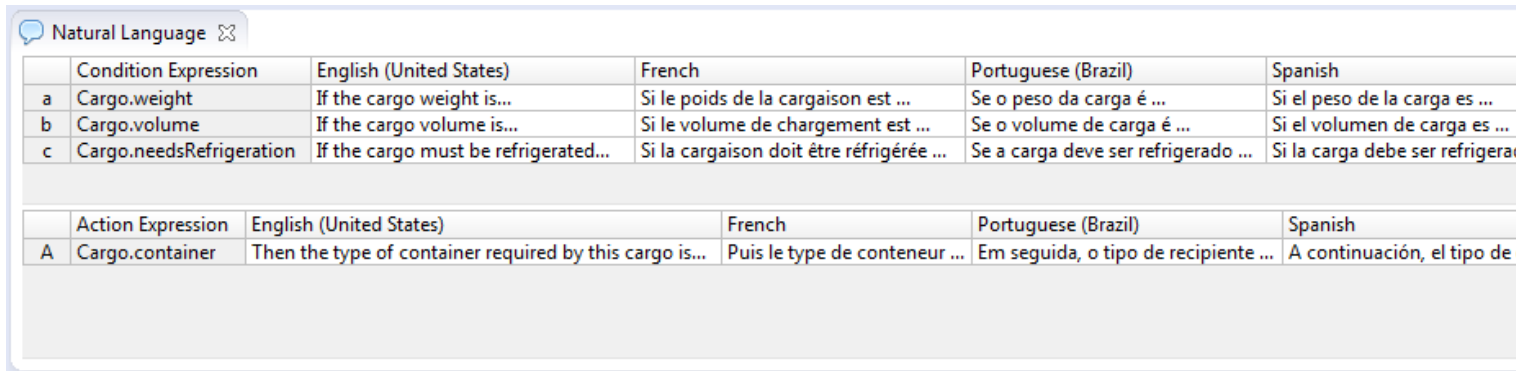 Natural Language
Condition Expression English (United States) French Portuguese (Brazil) Spanish
a Cargo.weight If the cargo weight is... Si le poids de la cargaison est ... Se o peso da carga é ... Si el peso de la carga es ...
b Cargo.volume If the cargo volume is... Si le volume de chargement est ... Se o volume de carga é ... Si el volumen de carga es ...
c Cargo.needsRefrigeration If the cargo must be refrigerated... Si la cargaison doit être réfrigérée ... Se a carga deve ser refrigerado ... Si la carga debe ser
Action Expression English (United States) French Portuguese (Brazil) Spanish
A Cargo.container Then the type of container required by this cargo is... Puis le type de conteneur ... Em seguida, o tipo de recipiente ... A continuación, el tipo de